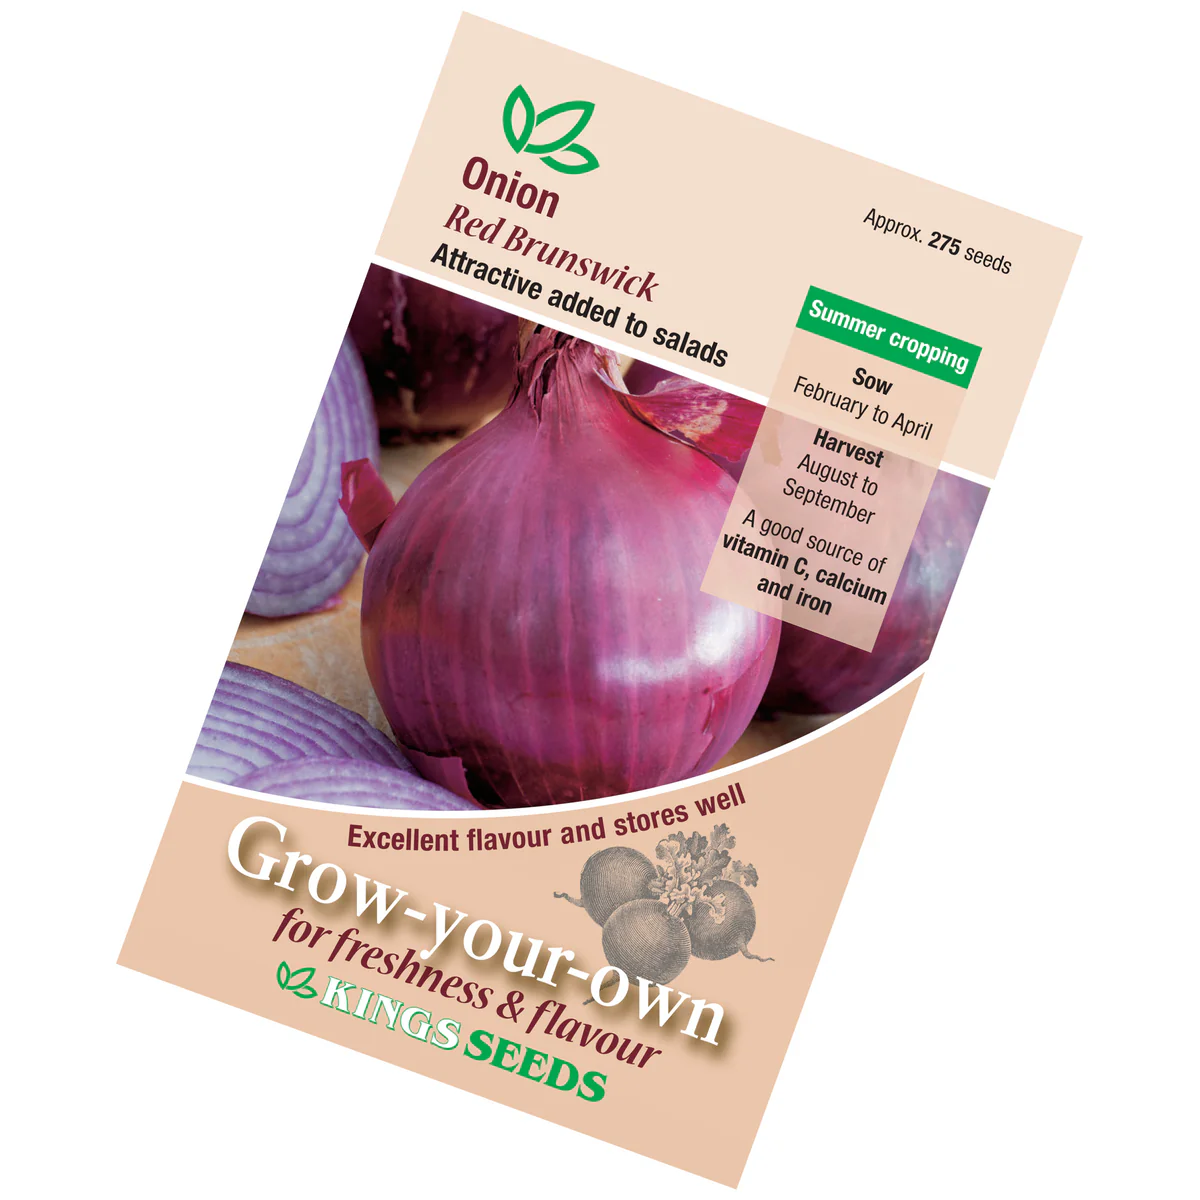 Onion
Red Brunswick
Attractive added to salads
Approx. 275 seeds
Summer cropping
Sow
February to April
Harvest
August to
September
A good source of
vitamin C, calcium
and iron
Excellent flavour and stores well
Grow-your-own
for freshness & flavour
KINGS SEEDS